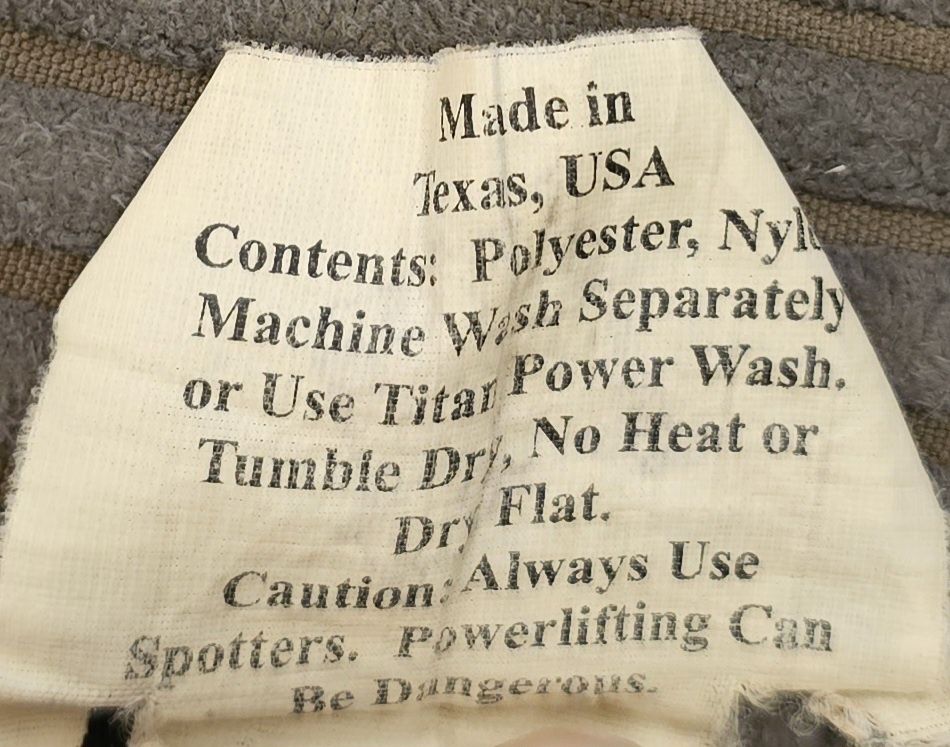 Made in
Texas, USA
Contents: Polyester, Nyl
Machine Wash Separately
or Use Titan Power Wash.
Tumble Dry, No Heat or
Dry Flat.
Caution: Always Use
Spotters. Powerlifting Can
Be Dangerous.